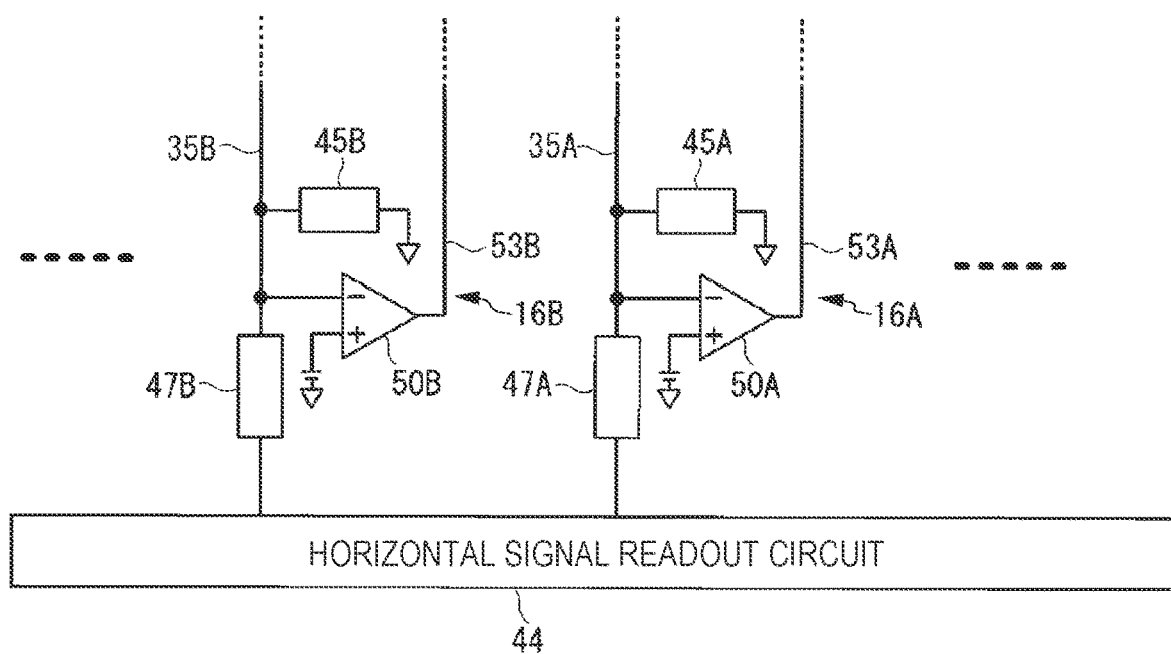 35B
45B
35A
45A
53B
53A
−
+
−
+
16B
16A
47B
50B
47A
50A
HORIZONTAL SIGNAL READOUT CIRCUIT
44